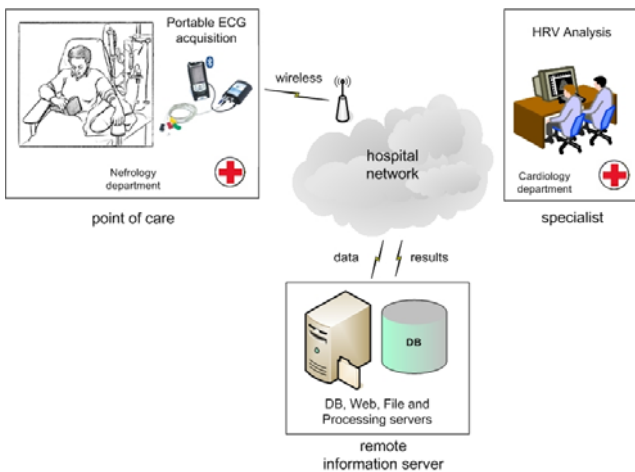 Portable ECG
acquisition
Nefrology
department
point of care
wireless
hospital
network
HRV Analysis
Cardiology
department
specialist
data
results
DB
DB, Web, File and
Processing servers
remote
information server